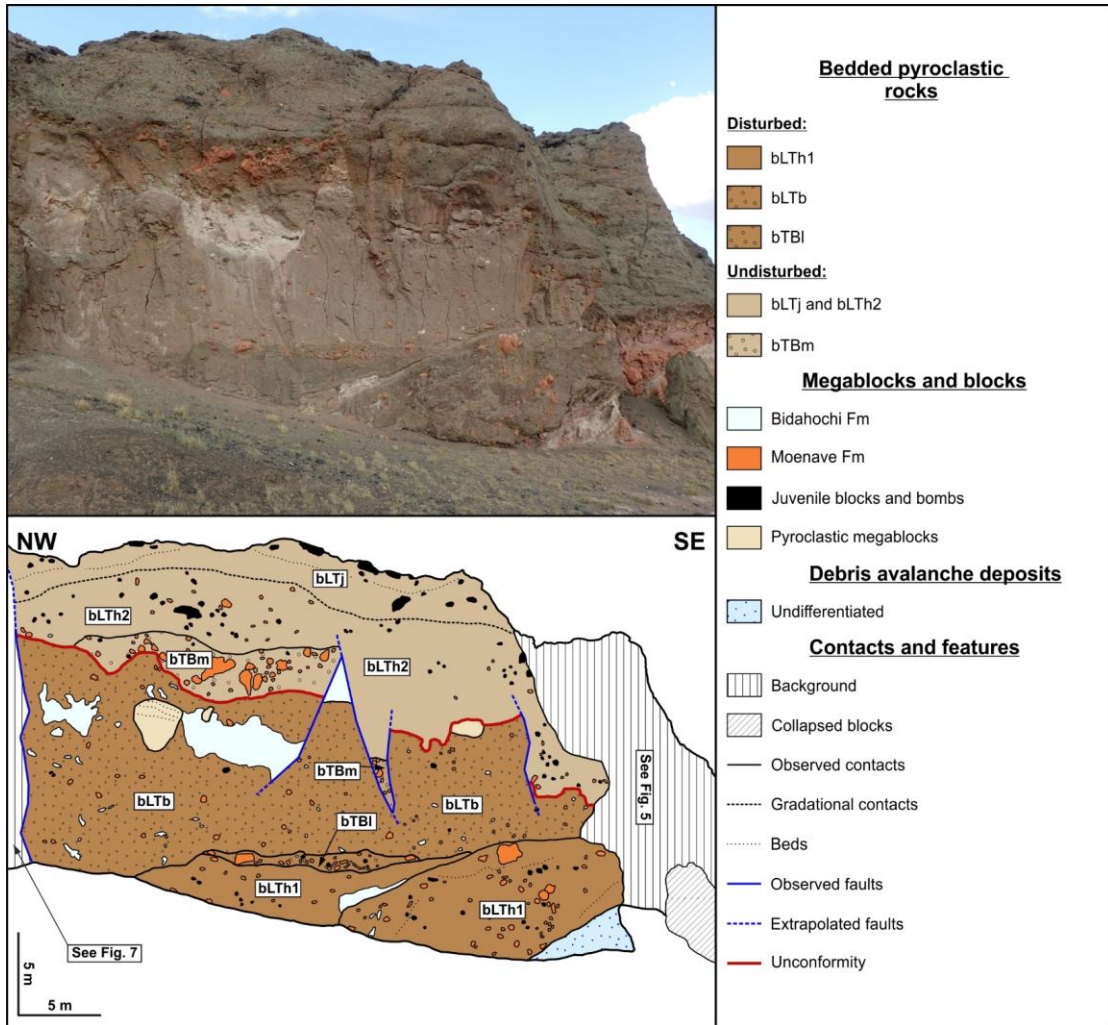 Bedded pyroclastic
rocks
Disturbed:
bLTh1
bLTb
bTBl
Undisturbed:
bLTj and bLTh2
bTBm
Megablocks and blocks
Bidahochi Fm
Moenave Fm
Juvenile blocks and bombs
Pyroclastic megablocks
Debris avalanche deposits
Undifferentiated
Contacts and features
Background
Collapsed blocks
Observed contacts
Gradational contacts
Beds
Observed faults
Extrapolated faults
Unconformity
NW
SE
bLTj
bLTh2
bTBm
bLTh2
See Fig. 5
bTBm
bLTb
bLTb
bTBl
bLTh1
bLTh1
See Fig. 7
5 m
5 m